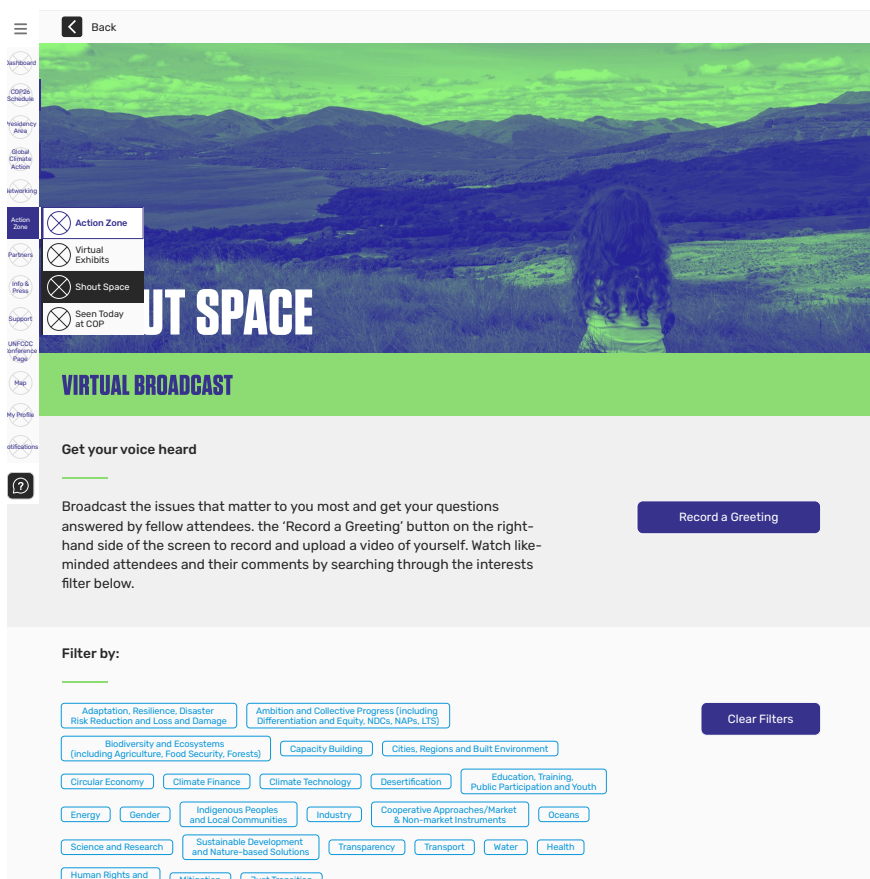 Back
Dashboard
COP26
Schedule
Presidency
Area
Global
Climate
Action
Networking
Action
Zone
Partners
Info &
Press
Support
UNFCCC
Conference
Page
Map
My Profile
Notifications
Action Zone
Virtual
Exhibits
Shout Space
Seen Today
at COP
UT SPACE
VIRTUAL BROADCAST
Get your voice heard
Broadcast the issues that matter to you most and get your questions
answered by fellow attendees. the ‘Record a Greeting’ button on the right-
hand side of the screen to record and upload a video of yourself. Watch like-
minded attendees and their comments by searching through the interests
filter below.
Record a Greeting
Filter by:
Clear Filters
Adaptation, Resilience, Disaster
Risk Reduction and Loss and Damage
Ambition and Collective Progress (including
Differentiation and Equity, NDCs, NAPs, LTS)
Biodiversity and Ecosystems
(including Agriculture, Food Security, Forests)
Capacity Building
Cities, Regions and Built Environment
Circular Economy
Climate Finance
Climate Technology
Desertification
Education, Training,
Public Participation and Youth
Energy
Gender
Indigenous Peoples
and Local Communities
Industry
Cooperative Approaches/Market
& Non-market Instruments
Oceans
Science and Research
Sustainable Development
and Nature-based Solutions
Transparency
Transport
Water
Health
Human Rights and
Mitigation
Just Transition